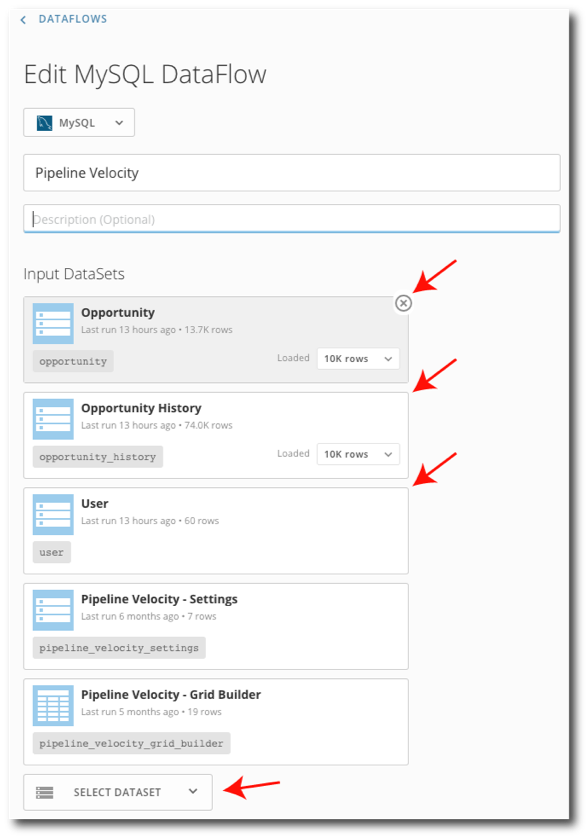 DATAFLOWS
Edit MySQL DataFlow
MySQL
Pipeline Velocity
Description (Optional)
Input DataSets
Opportunity
Last run 13 hours ago • 13.7K rows
opportunity
Loaded 10K rows
Opportunity History
Last run 13 hours ago • 74.0K rows
opportunity_history
Loaded 10K rows
User
Last run 13 hours ago • 60 rows
user
Pipeline Velocity - Settings
Last run 6 months ago • 7 rows
pipeline_velocity_settings
Pipeline Velocity - Grid Builder
Last run 5 months ago • 19 rows
pipeline_velocity_grid_builder
SELECT DATASET